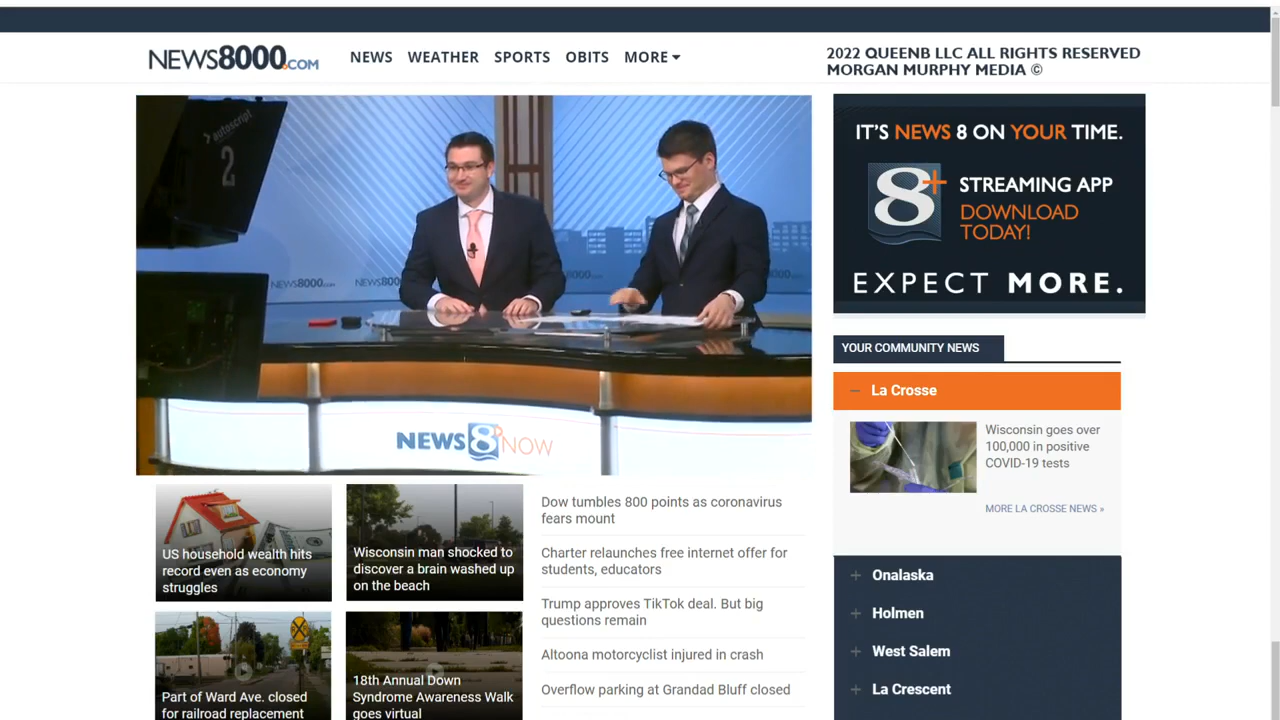 NEWS8000.COM
NEWS WEATHER SPORTS OBITS MORE
2022 QUEENB LLC ALL RIGHTS RESERVED
MORGAN MURPHY MEDIA ©
autoscript
2
NEWS8000.com
NEWS8000
NEWS8000.com
NEWS 8 NOW
IT'S NEWS 8 ON YOUR TIME.
8+
STREAMING APP
DOWNLOAD
TODAY!
EXPECT MORE.
YOUR COMMUNITY NEWS
La Crosse
Wisconsin goes over
100,000 in positive
COVID-19 tests
MORE LA CROSSE NEWS »
Onalaska
Holmen
West Salem
La Crescent
US household wealth hits
record even as economy
struggles
Wisconsin man shocked to
discover a brain washed up
on the beach
Part of Ward Ave. closed
for railroad replacement
18th Annual Down
Syndrome Awareness Walk
goes virtual
Dow tumbles 800 points as coronavirus
fears mount
Charter relaunches free internet offer for
students, educators
Trump approves TikTok deal. But big
questions remain
Altoona motorcyclist injured in crash
Overflow parking at Grandad Bluff closed